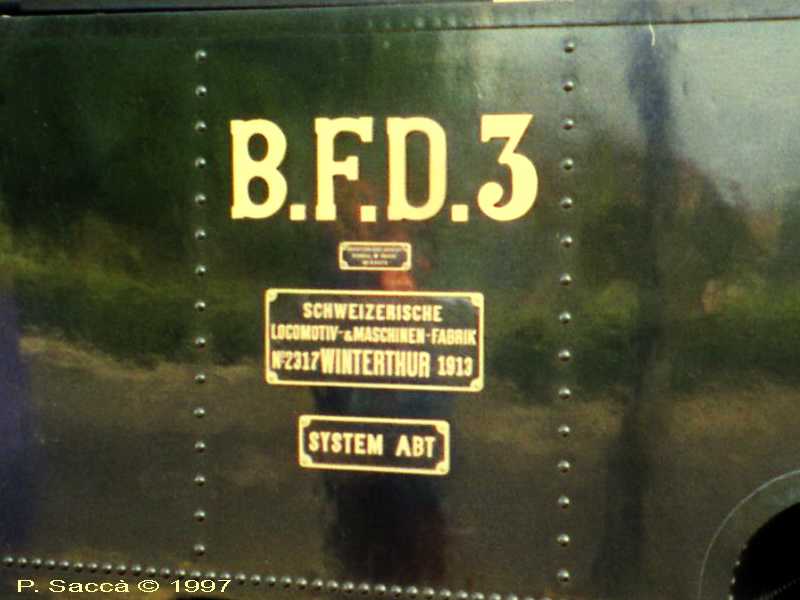 B.F.D.3
SCHWEIZERISCHE
LOCOMOTIV-&MASCHINEN-FABRIK
Nº2317 WINTERTHUR 1913
SYSTEM ABT
P. Saccà © 1997